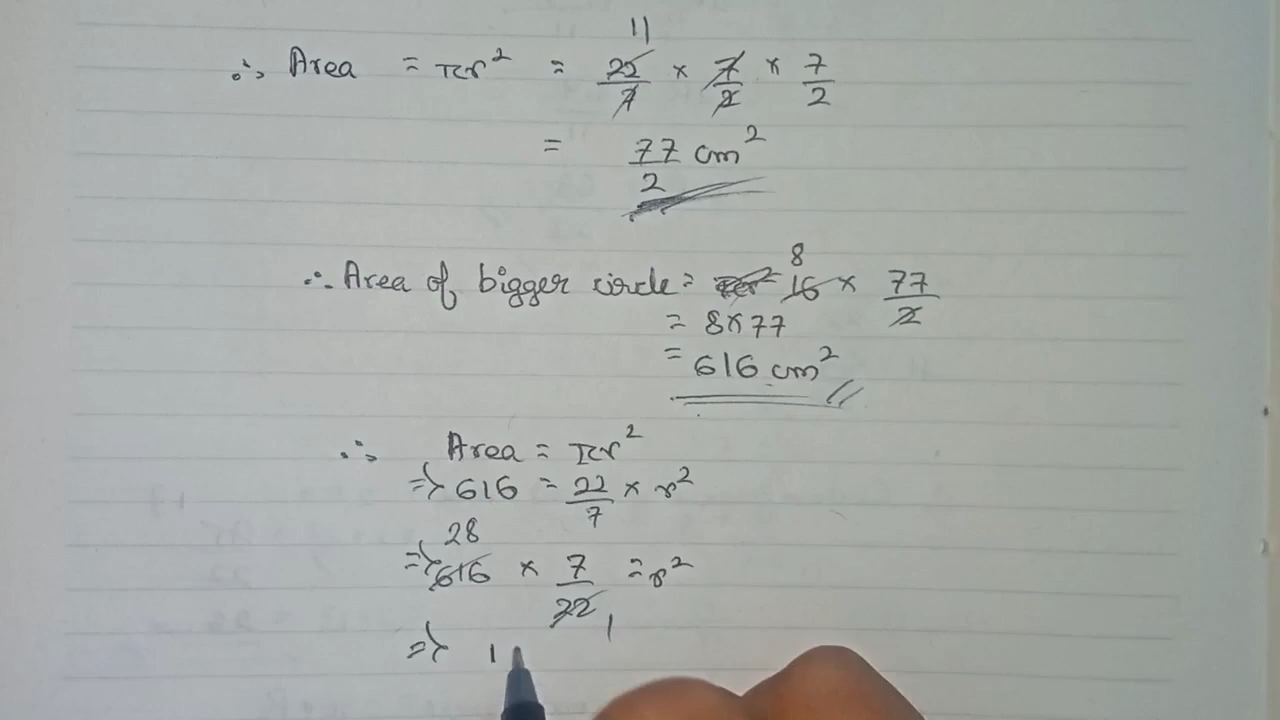 11
∴ Area = πr² = 22/7 × 7/2 × 7/2
= 77/2 cm²
8
∴ Area of bigger circle = 16 × 77/2
= 8×77
= 616 cm²
∴ Area = πr²
⇒ 616 = 22/7 × r²
28
⇒ 616 × 7/22 = r²
1
⇒ 1